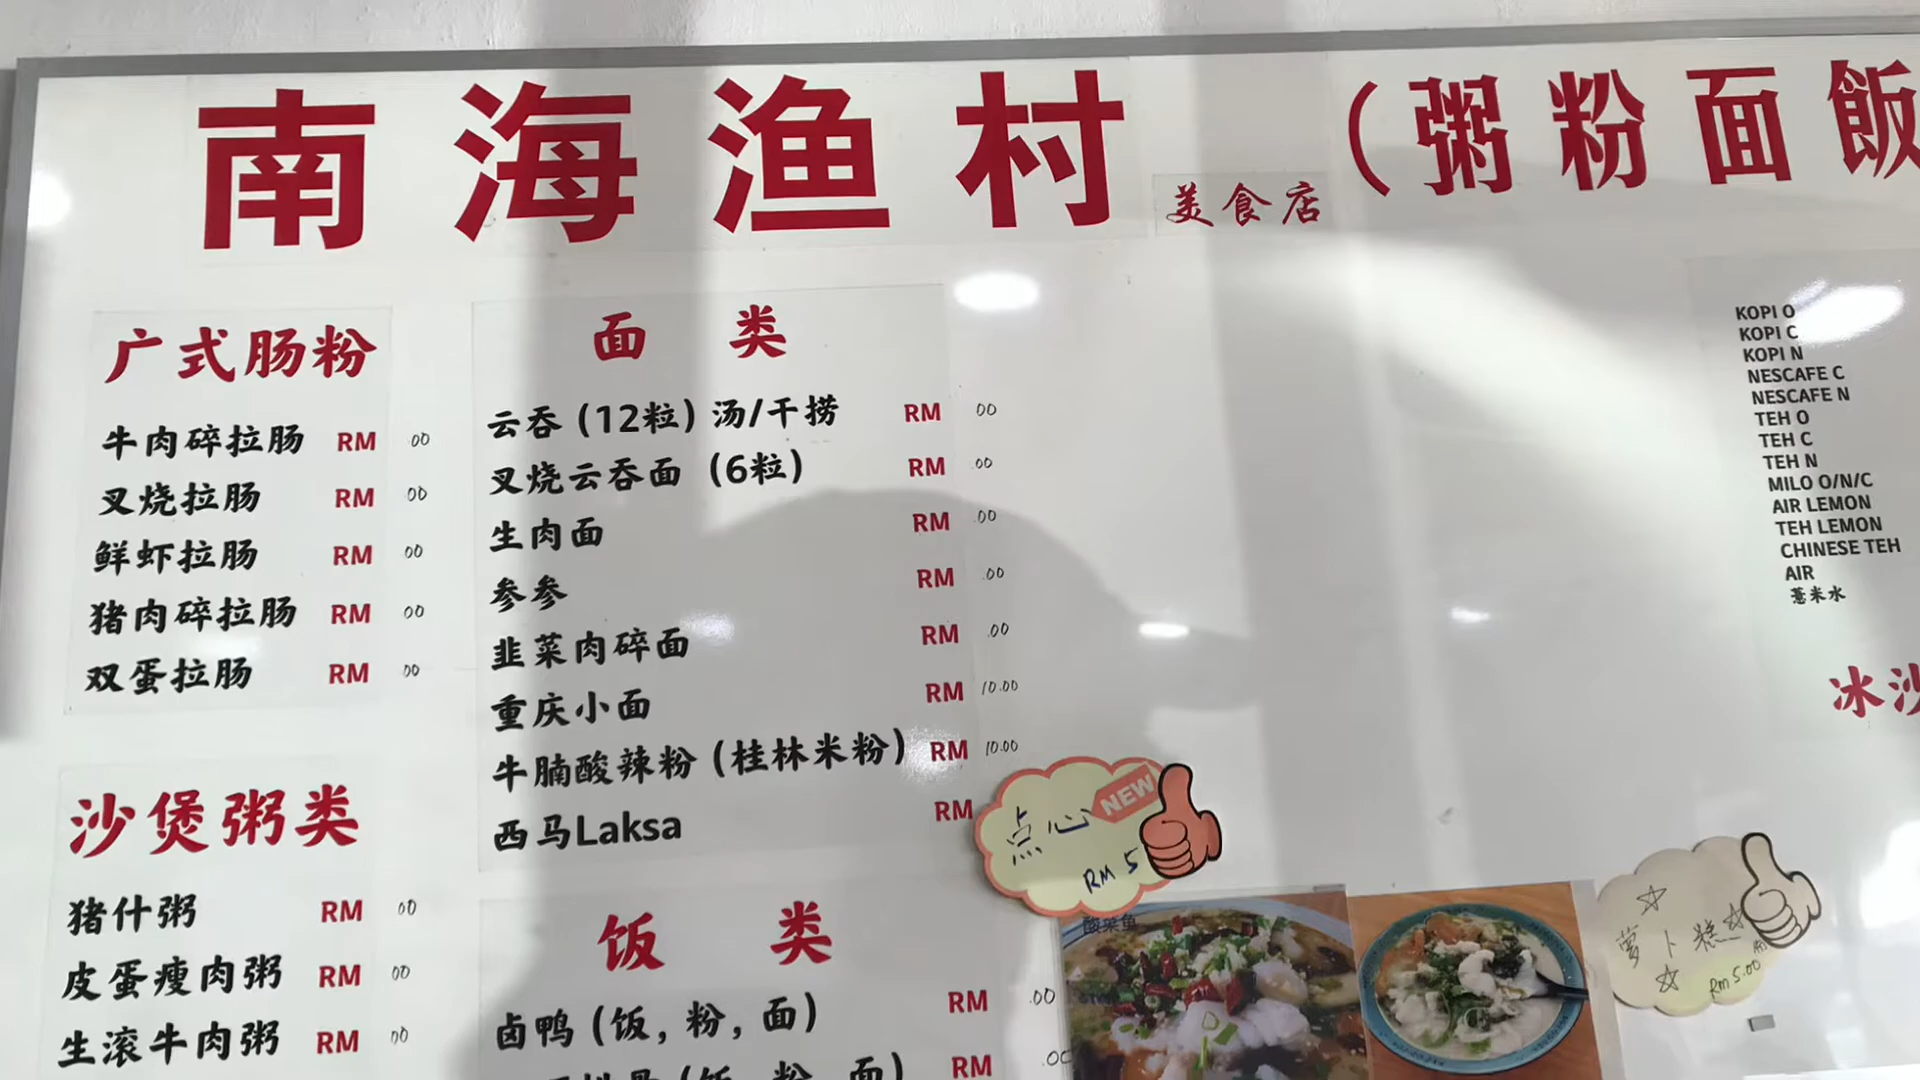 南海渔村 美食店 (粥粉面飯
广式肠粉
牛肉碎拉肠 RM 00
叉烧拉肠 RM 00
鲜虾拉肠 RM 00
猪肉碎拉肠 RM 00
双蛋拉肠 RM 00
沙煲粥类
猪什粥 RM 00
皮蛋瘦肉粥 RM 00
生滚牛肉粥 RM 00
面类
云吞 (12粒) 汤/干捞 RM 00
叉烧云吞面 (6粒) RM .00
生肉面 RM .00
参参 RM .00
韭菜肉碎面 RM .00
重庆小面 RM 10.00
牛腩酸辣粉 (桂林米粉) RM 10.00
西马Laksa RM
饭类
卤鸭 (饭, 粉, 面) RM .00
(饭, 粉, 面) RM .00
点心 NEW
RM 5
酸菜鱼
萝卜糕
RM 5.00
KOPI O
KOPI C
KOPI N
NESCAFE C
NESCAFE N
TEH O
TEH C
TEH N
MILO O/N/C
AIR LEMON
TEH LEMON
CHINESE TEH
AIR
薏米水
冰沙